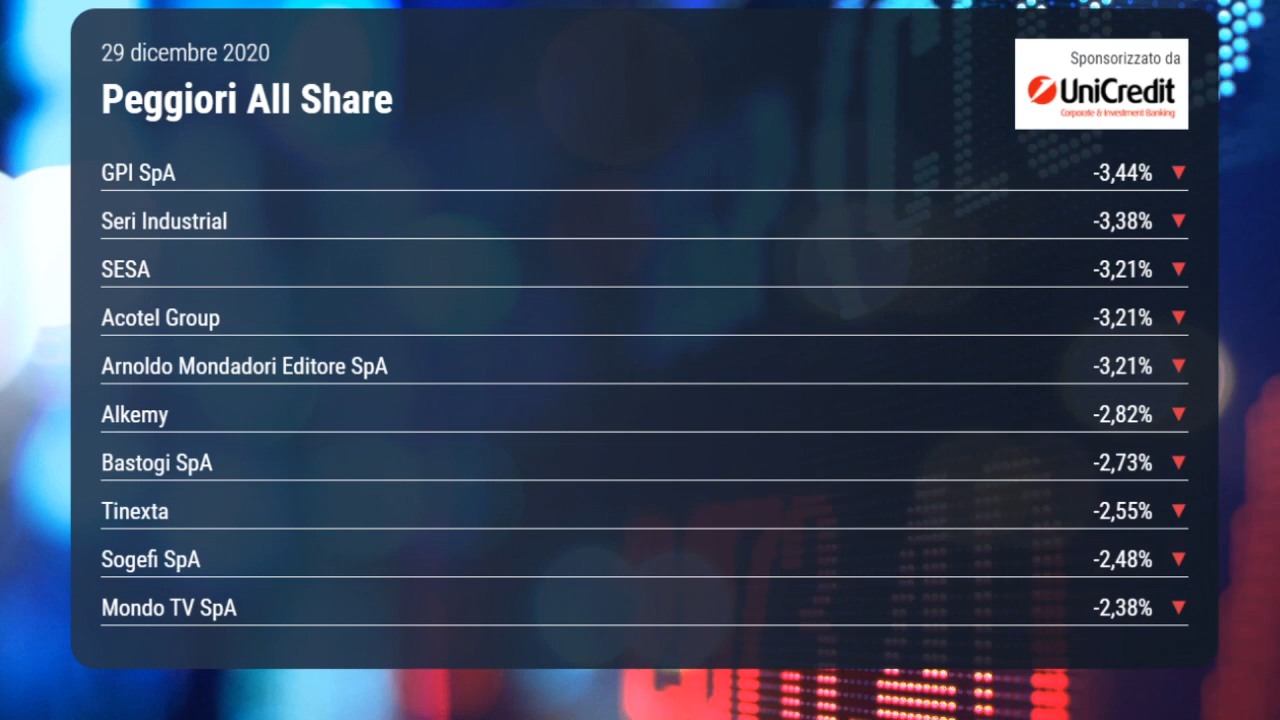 29 dicembre 2020
Peggiori All Share
Sponsorizzato da
UniCredit
Corporate & Investment Banking
GPI SpA -3,44%
Seri Industrial -3,38%
SESA -3,21%
Acotel Group -3,21%
Arnoldo Mondadori Editore SpA -3,21%
Alkemy -2,82%
Bastogi SpA -2,73%
Tinexta -2,55%
Sogefi SpA -2,48%
Mondo TV SpA -2,38%